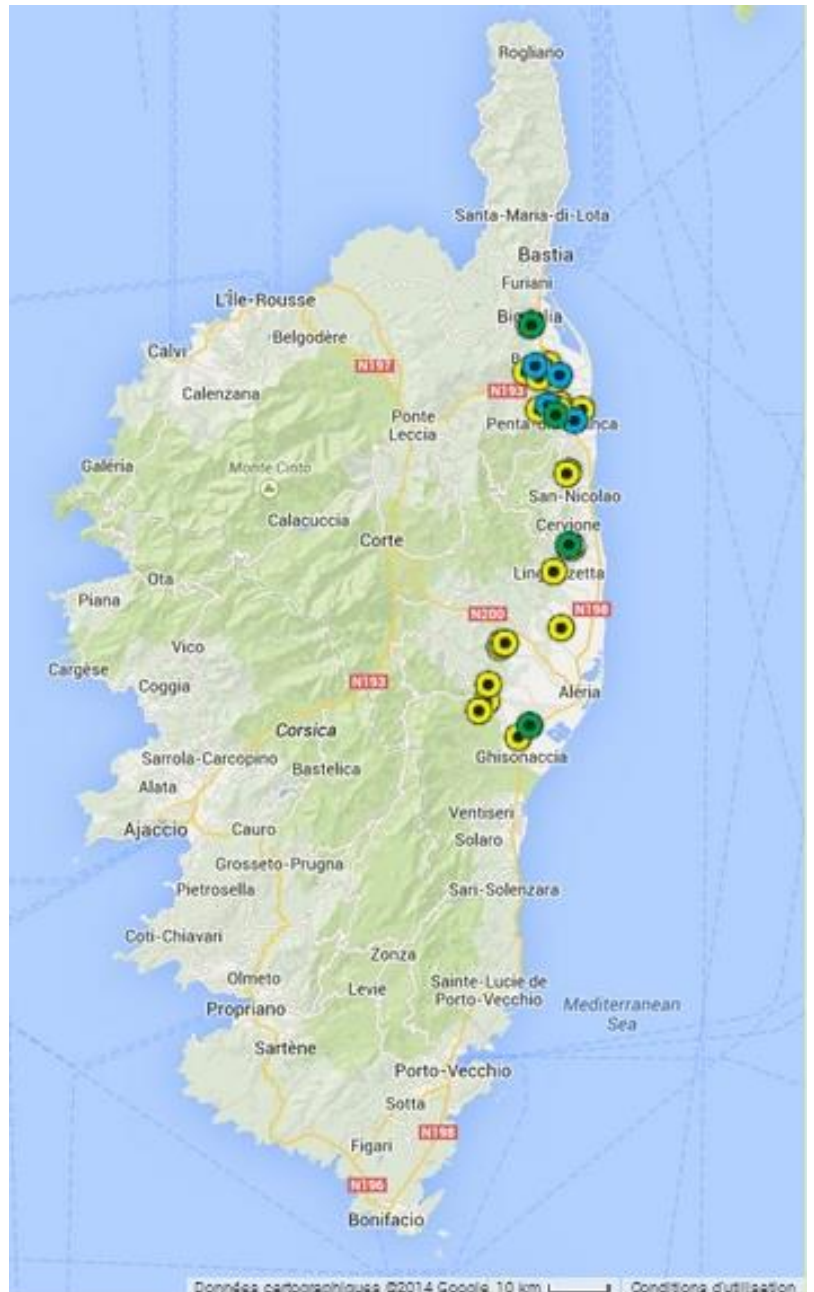 Rogliano
Santa-Maria-di-Lota
Bastia
Furiani
L'Île-Rousse
Belgodère
Calvi
N197
Calenzana
N193
Ponte
Leccia
Galéria
Monte Cinto
San-Nicolao
Calacuccia
Cervione
Corte
Ota
Piana
N200
N198
Vico
Cargèse
Coggia
N193
Aléria
Corsica
Sarrola-Carcopino
Bastelica
Ghisonaccia
Alata
Ventiseri
Ajaccio
Cauro
Solaro
Grosseto-Prugna
Pietrosella
Sari-Solenzara
Coti-Chiavari
Zonza
Olmeto
Levie
Sainte-Lucie de
Porto-Vecchio
Propriano
Mediterranean
Sea
Sartène
Porto-Vecchio
Sotta
N198
Figari
N196
Bonifacio
Données cartographiques ©2014 Google 10 km Conditions d'utilisation